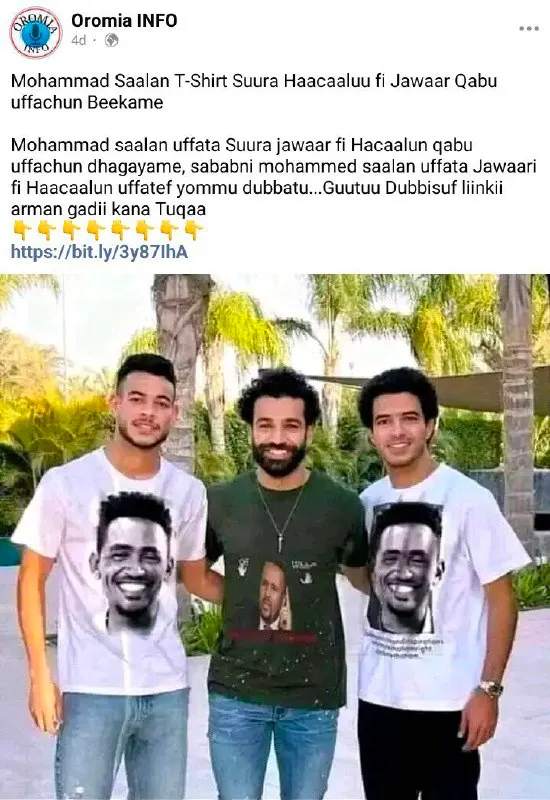 OROMIA
INFO
Oromia INFO
4d ·
Mohammad Saalan T-Shirt Suura Haacaaluu fi Jawaar Qabu
uffachun Beekame
Mohammad saalan uffata Suura jawaar fi Hacaalun qabu
uffachun dhagayame, sababni mohammed saalan uffata Jawaari
fi Haacaalun uffatef yommu dubbatu...Guutuu Dubbisuf liinkii
arman gadii kana Tuqaa
👇👇👇👇👇👇👇👇
https://bit.ly/3y87lhA